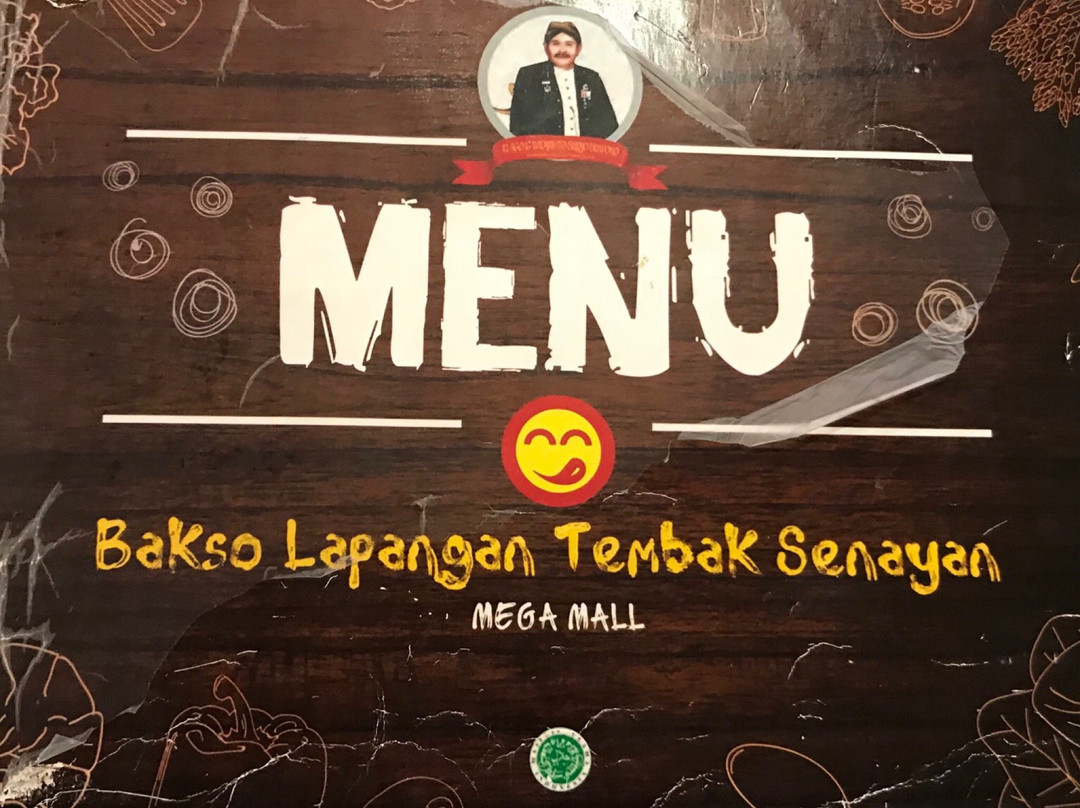 MENU
Bakso Lapangan Tembak Senayan
MEGA MALL